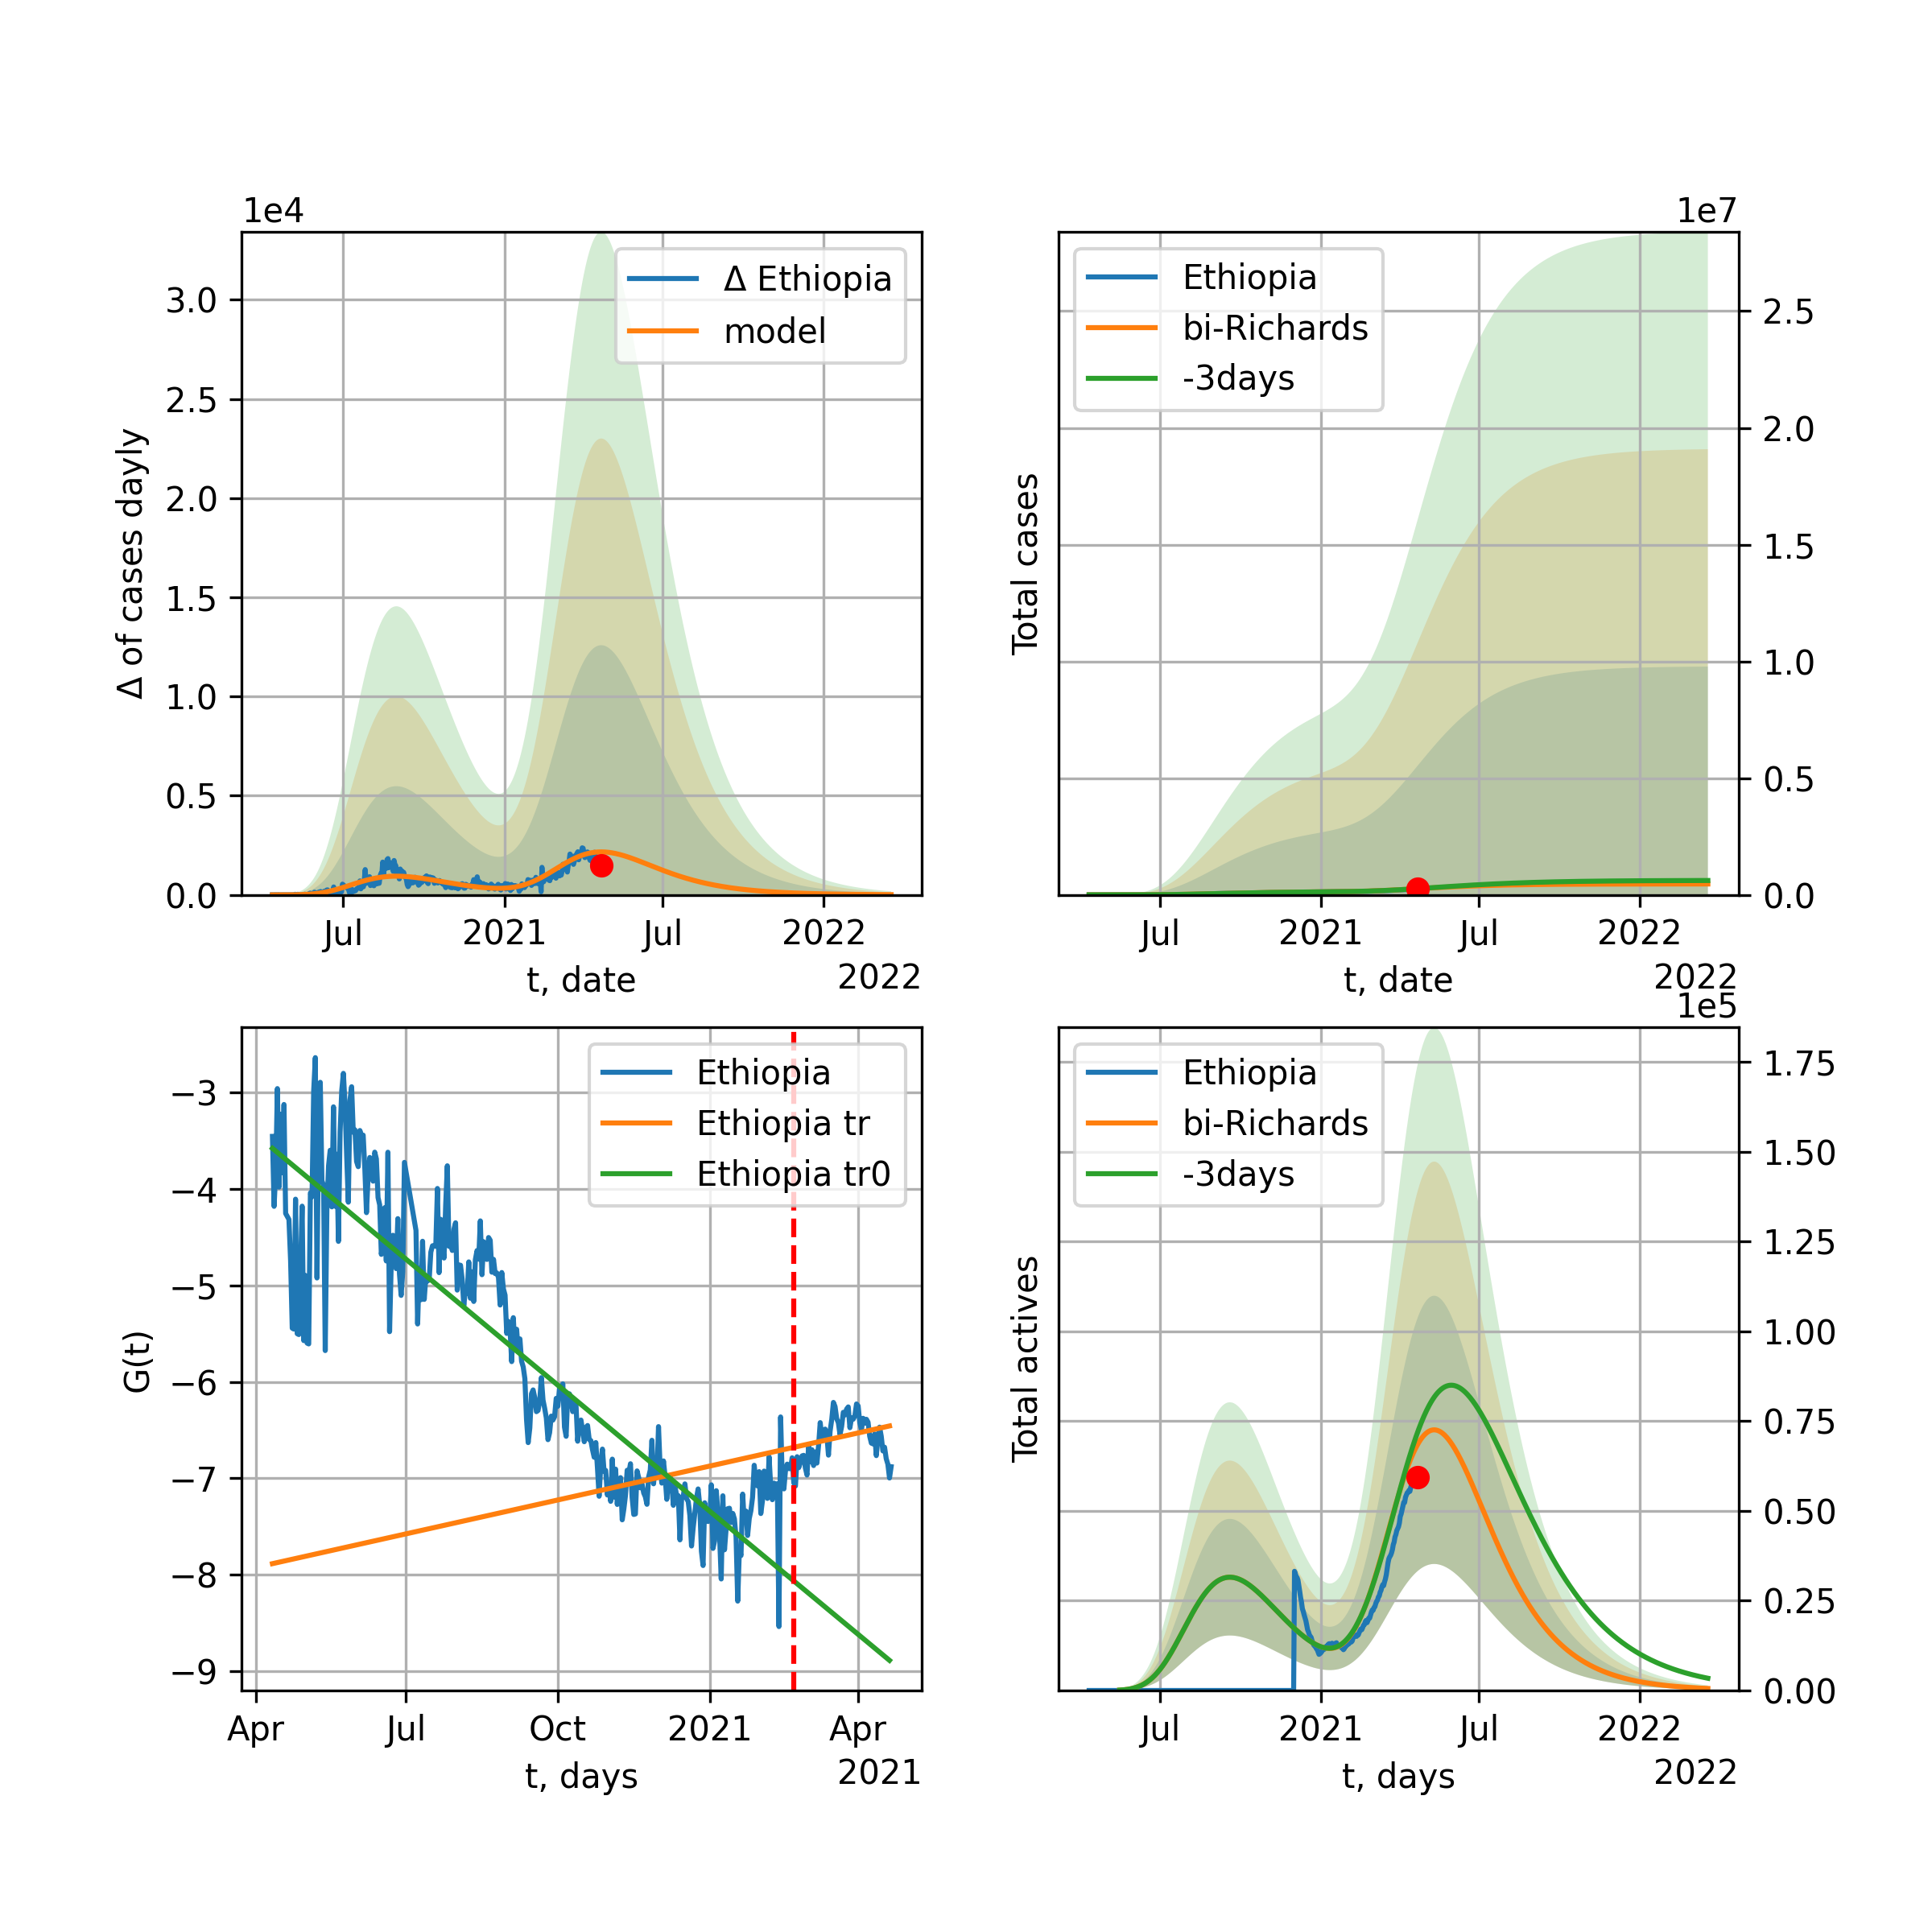 1e4
3.0
2.5
2.0
1.5
1.0
0.5
0.0
Δ of cases dayly
Δ Ethiopia
model
Jul
2021
Jul
2022
t, date
2022
1e7
2.5
2.0
1.5
1.0
0.5
0.0
Total cases
Ethiopia
bi-Richards
-3days
Jul
2021
Jul
2022
t, date
2022
−3
−4
−5
−6
−7
−8
−9
G(t)
Ethiopia
Ethiopia tr
Ethiopia tr0
Apr
Jul
Oct
2021
Apr
t, days
2021
1e5
1.75
1.50
1.25
1.00
0.75
0.50
0.25
0.00
Total actives
Ethiopia
bi-Richards
-3days
Jul
2021
Jul
2022
t, days
2022